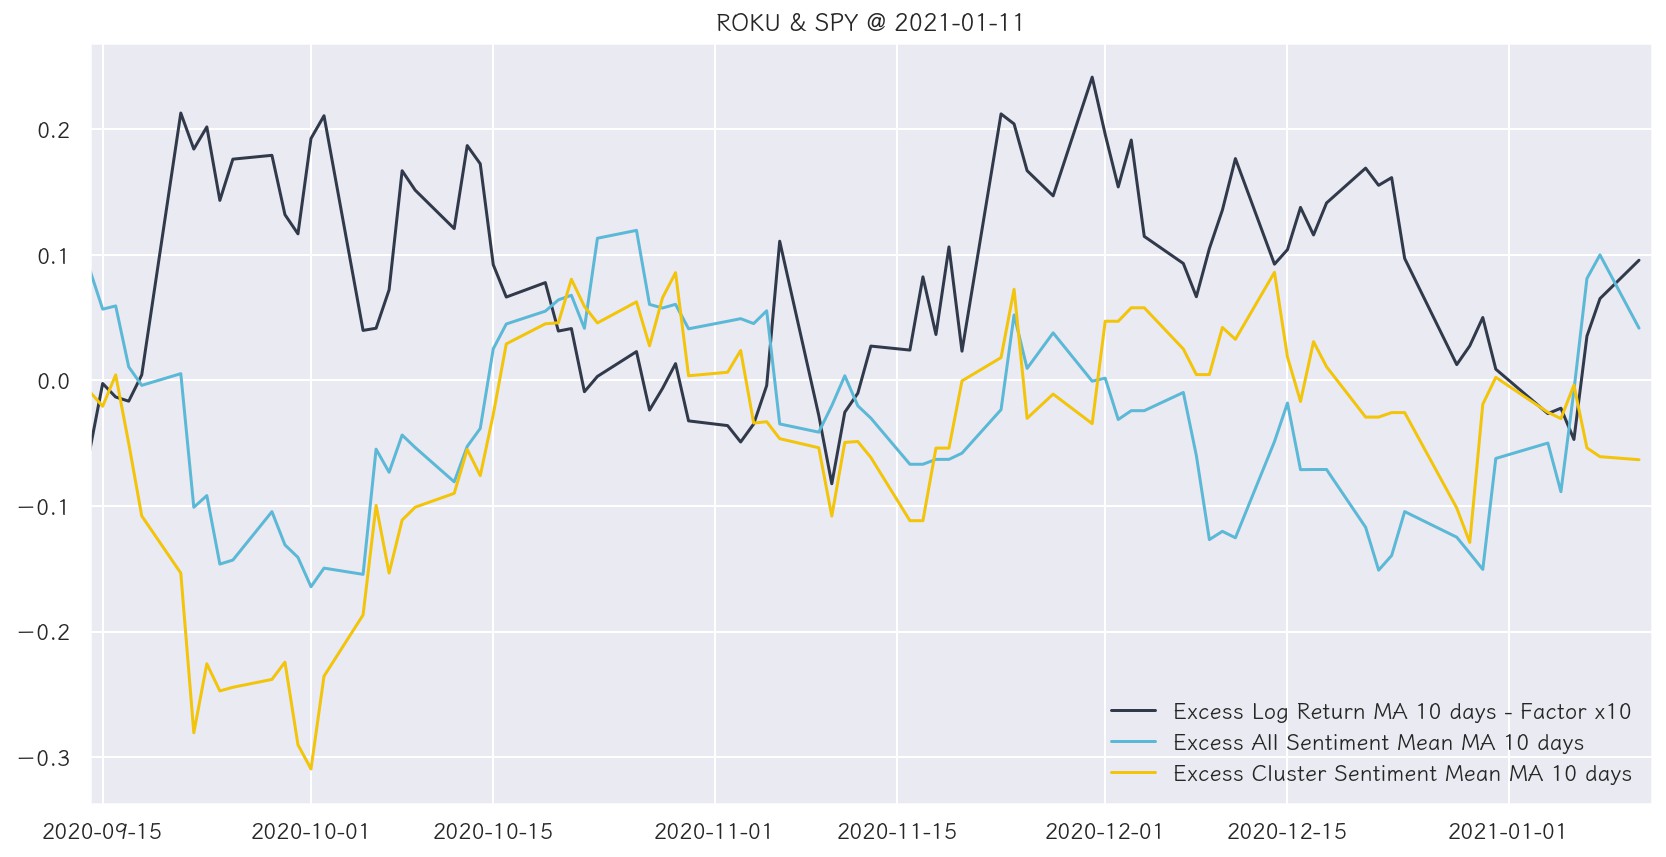 ROKU & SPY @ 2021-01-11
0.2
0.1
0.0
−0.1
−0.2
−0.3
Excess Log Return MA 10 days - Factor x10
Excess All Sentiment Mean MA 10 days
Excess Cluster Sentiment Mean MA 10 days
2020-09-15 2020-10-01 2020-10-15 2020-11-01 2020-11-15 2020-12-01 2020-12-15 2021-01-01